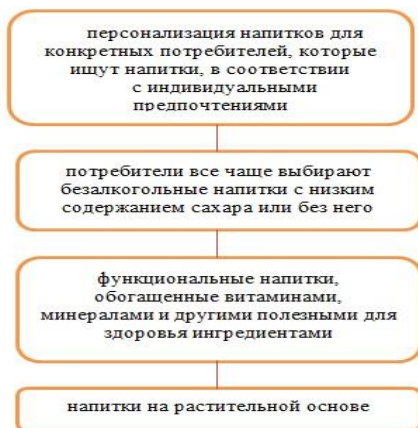 персонализация напитков для
конкретных потребителей, которые
ищут напитки, в соответствии
с индивидуальными
предпочтениями
потребители все чаще выбирают
безалкогольные напитки с низким
содержанием сахара или без него
функциональные напитки,
обогащенные витаминами,
минералами и другими полезными для
здоровья ингредиентами
напитки на растительной основе